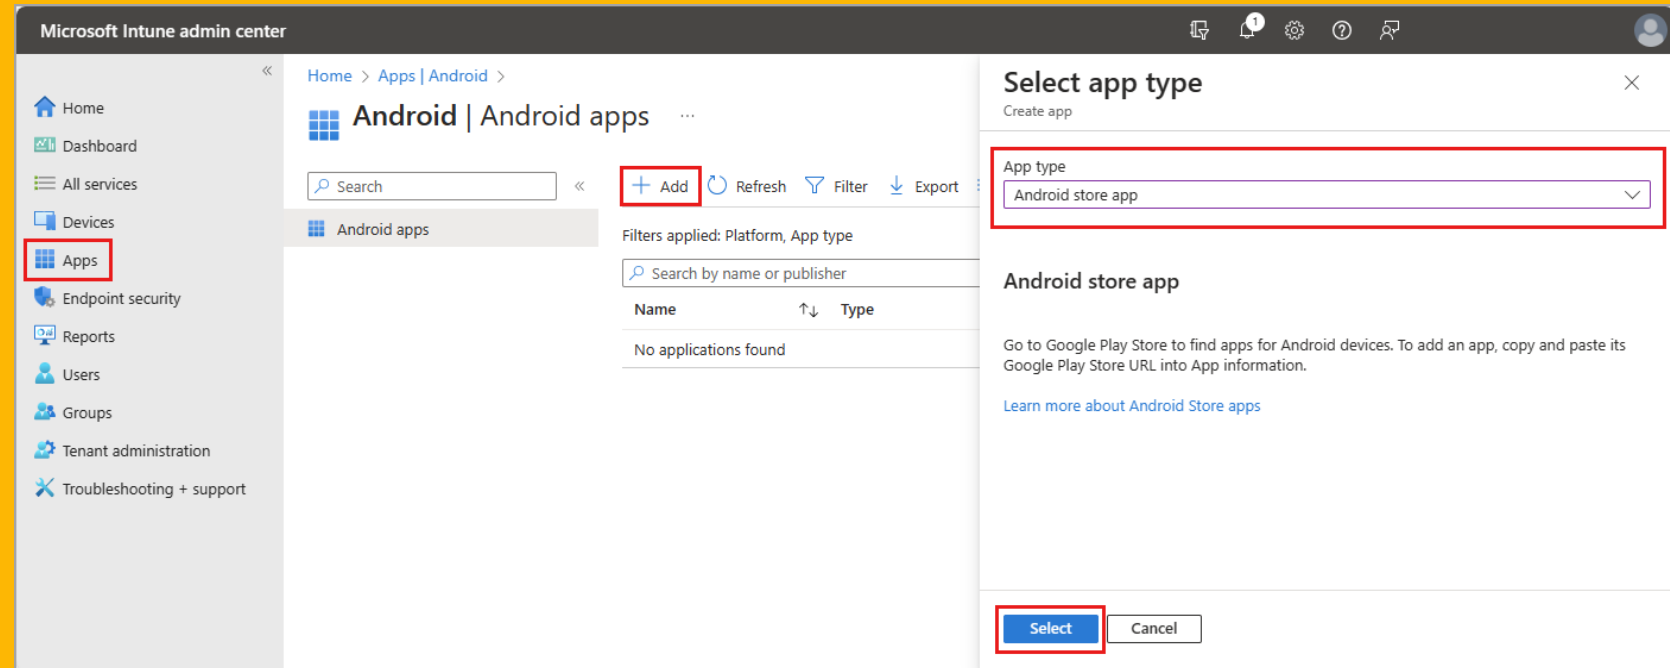 Microsoft Intune admin center
1
Home
Dashboard
All services
Devices
Apps
Endpoint security
Reports
Users
Groups
Tenant administration
Troubleshooting + support
Home > Apps | Android >
Android | Android apps ...
Search
Android apps
Add Refresh Filter Export
Filters applied: Platform, App type
Search by name or publisher
Name Type
No applications found
Select app type
Create app
App type
Android store app
Android store app
Go to Google Play Store to find apps for Android devices. To add an app, copy and paste its
Google Play Store URL into App information.
Learn more about Android Store apps
Select Cancel